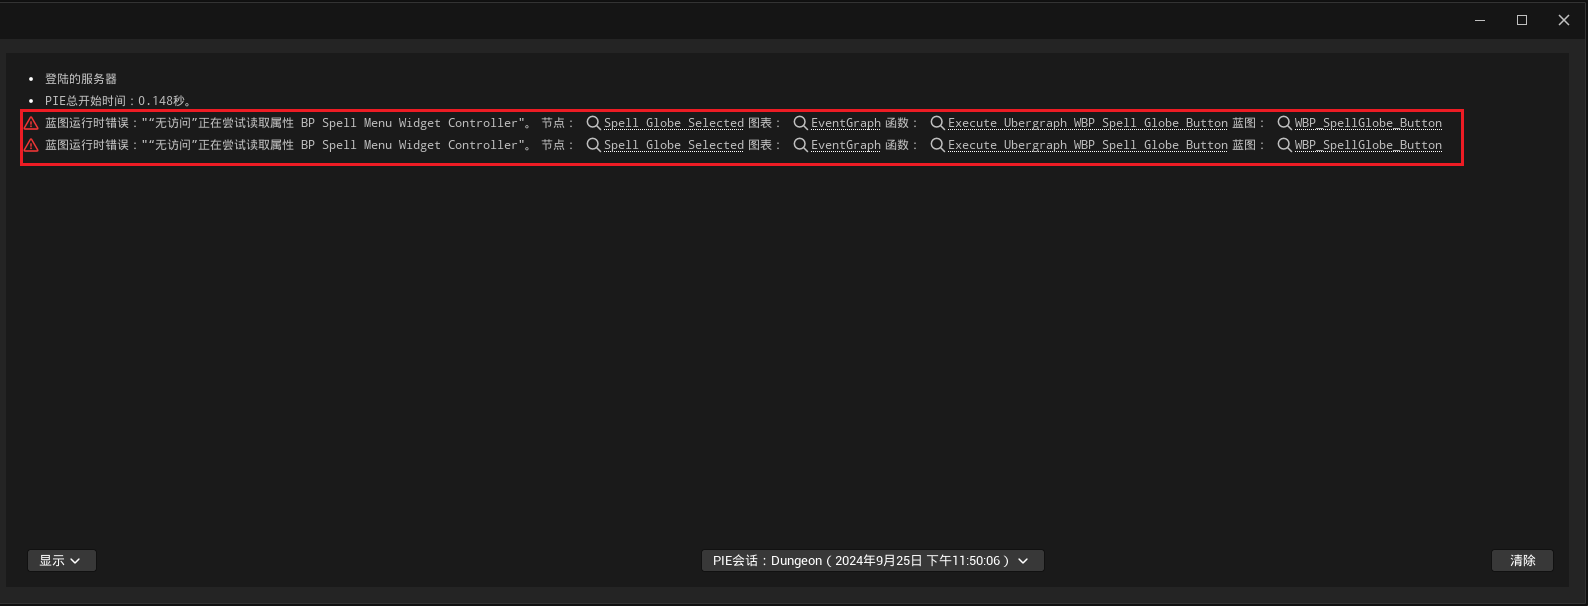 登陆的服务器
PIE总开始时间：0.148秒。
蓝图运行时错误："“无访问”正在尝试读取属性 BP Spell Menu Widget Controller"。 节点： Spell Globe Selected 图表： EventGraph 函数： Execute Ubergraph WBP Spell Globe Button 蓝图： WBP_SpellGlobe_Button
蓝图运行时错误："“无访问”正在尝试读取属性 BP Spell Menu Widget Controller"。 节点： Spell Globe Selected 图表： EventGraph 函数： Execute Ubergraph WBP Spell Globe Button 蓝图： WBP_SpellGlobe_Button
显示 PIE会话：Dungeon（2024年9月25日 下午11:50:06） 清除